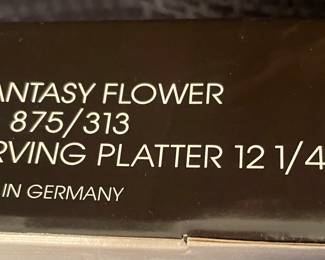 ANTASY FLOWER
875/313
RVING PLATTER 12 1/4
IN GERMANY